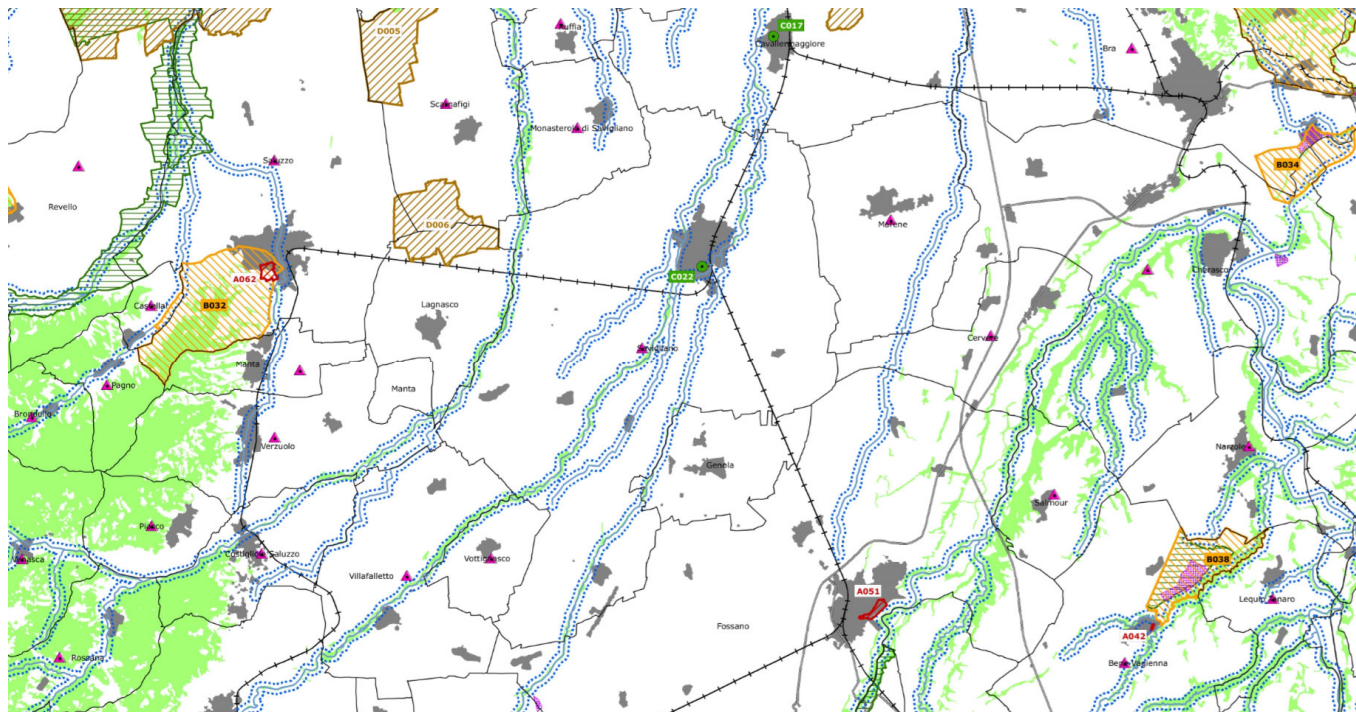 C017
Ruffia
D005
Cavallermaggiore
Bra
Scarnafigi
Monasterolo di Savigliano
Saluzzo
B034
Revello
D006
Marene
C022
Cherasco
A062
B032
Castellar
Lagnasco
Cervere
Savigliano
Manta
Pagno
Manta
Brondello
Verzuolo
Narzole
Genola
Salmour
Piasco
Costigliole Saluzzo
Venasca
Vottignasco
B038
Villafalletto
A051
Lequio Tanaro
Fossano
A042
Rossana
Bene Vagienna